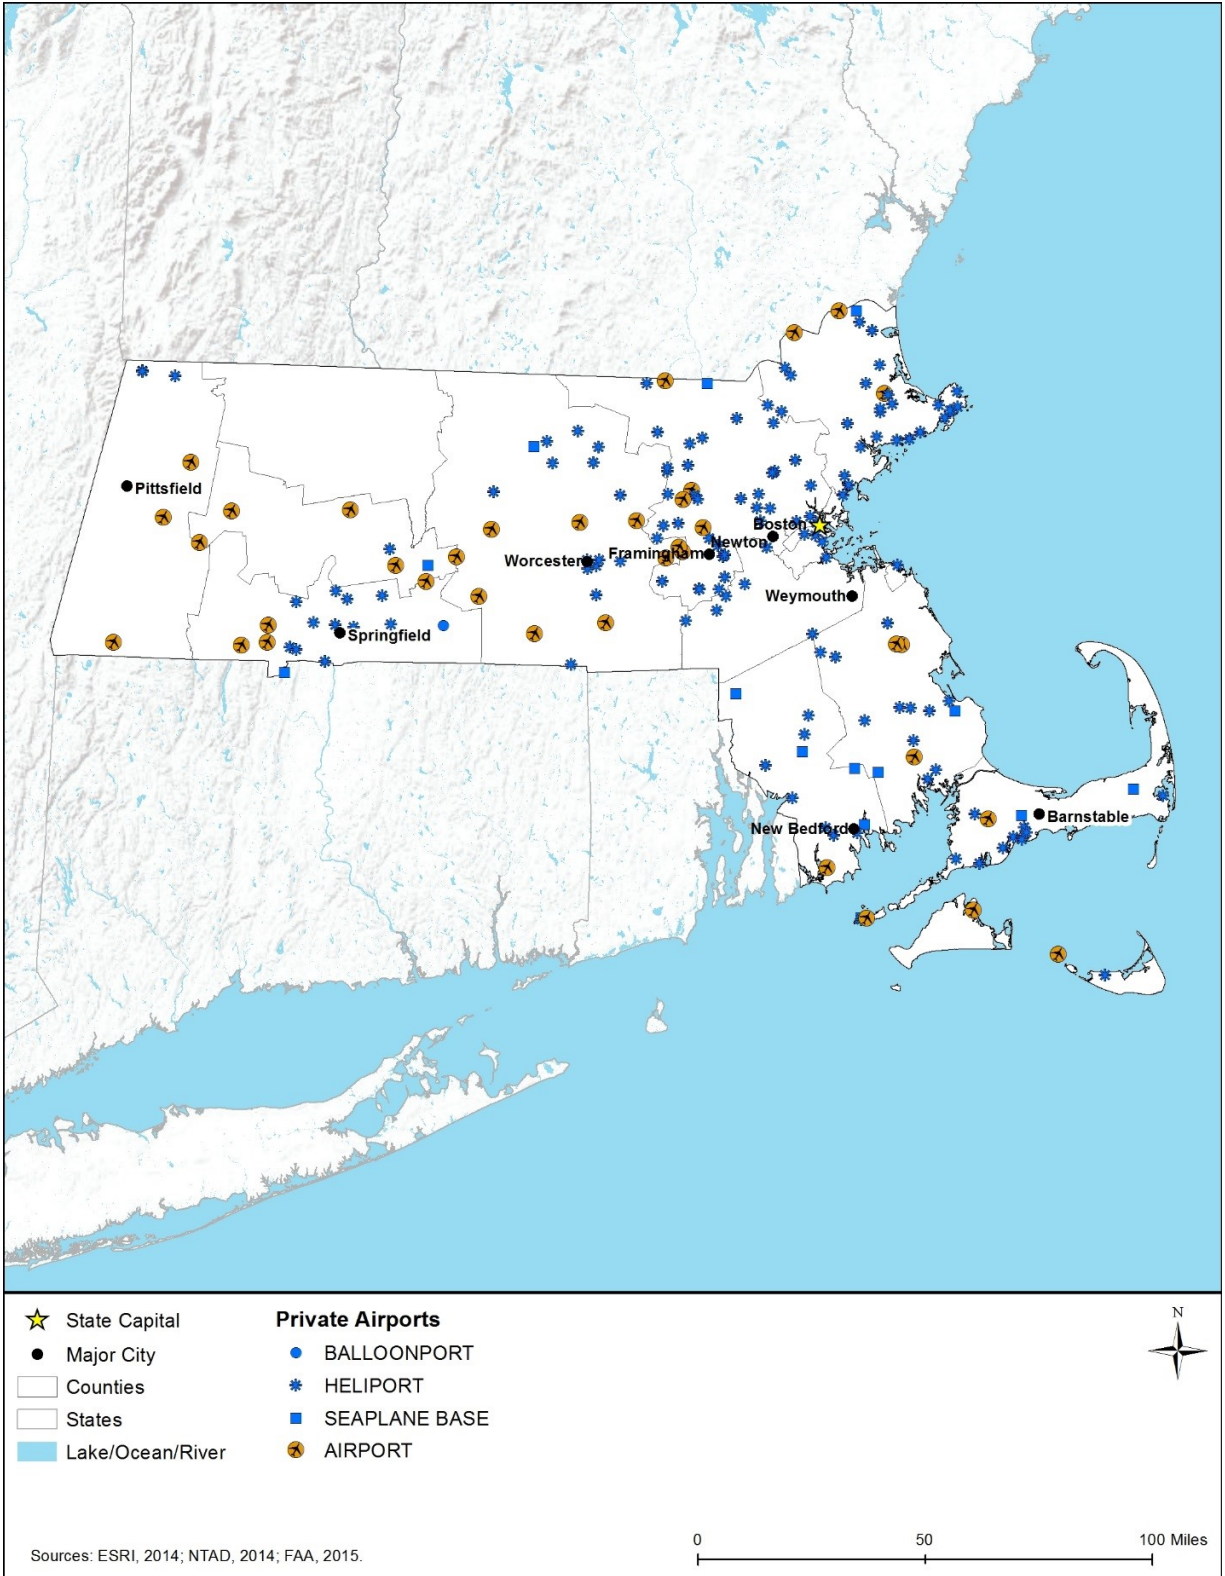 Pittsfield
Boston
Newton
Framingham
Worcester
Weymouth
Springfield
Barnstable
New Bedford
State Capital
Major City
Counties
States
Lake/Ocean/River
Private Airports
BALLOONPORT
HELIPORT
SEAPLANE BASE
AIRPORT
N
0 50 100 Miles
Sources: ESRI, 2014; NTAD, 2014; FAA, 2015.